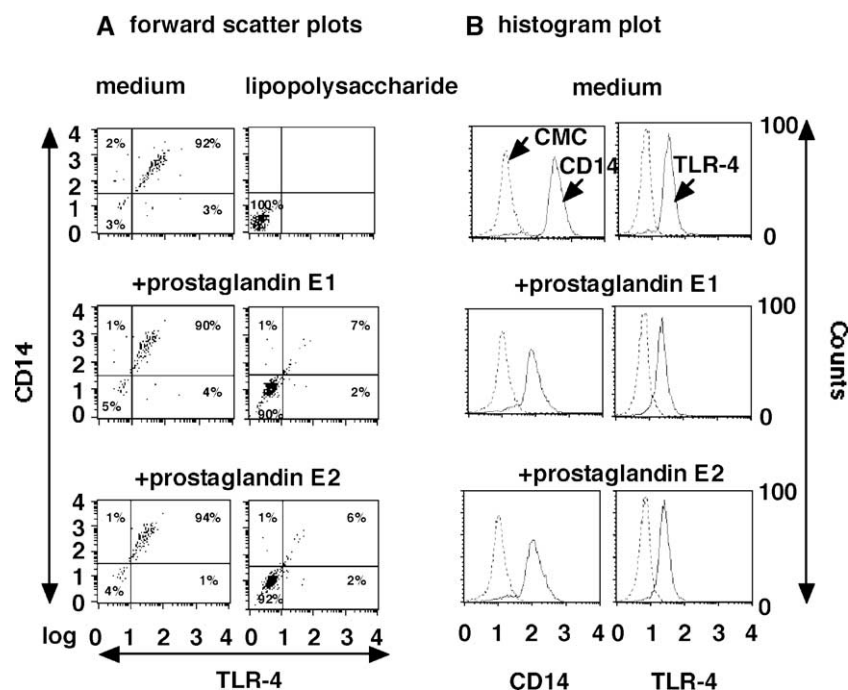 A forward scatter plots
B histogram plot
medium lipopolysaccharide
medium
4 2% 92%
3
2
1 100%
0 3% 3%
CMC
CD14
TLR-4
100
0
+prostaglandin E1
+prostaglandin E1
4 1% 90% 1% 7%
3
2
1 4% 2%
0 5% 90%
100
0
+prostaglandin E2
+prostaglandin E2
4 1% 94% 1% 6%
3
2
1 1% 2%
0 4% 92%
100
0
CD14
Counts
log 0 1 2 3 4 0 1 2 3 4
0 1 2 3 4 0 1 2 3 4
TLR-4
CD14 TLR-4